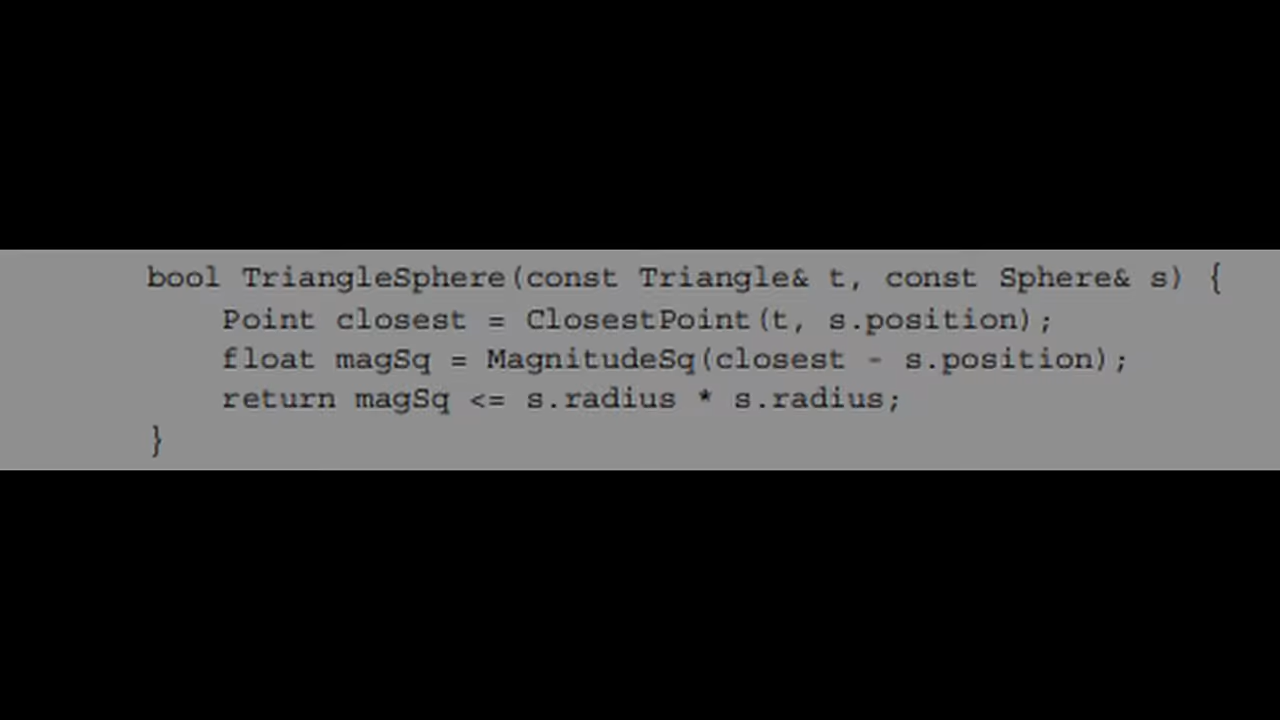 bool TriangleSphere(const Triangle& t, const Sphere& s) {
    Point closest = ClosestPoint(t, s.position);
    float magSq = MagnitudeSq(closest - s.position);
    return magSq <= s.radius * s.radius;
}